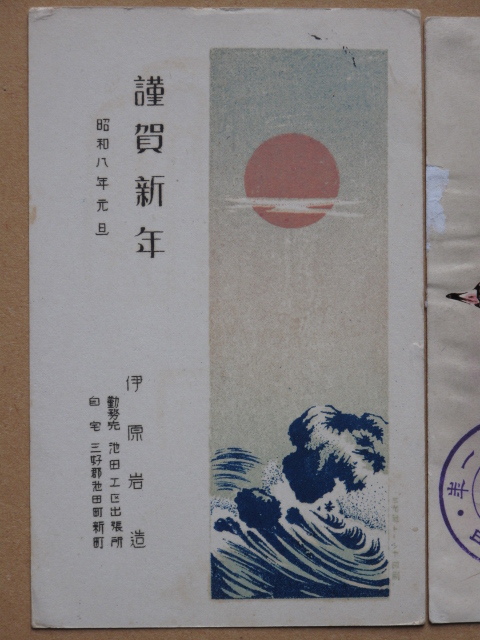 謹賀新年
昭和八年元旦
伊原岩造
勤務先 池田工区出張所
自宅 三好郡池田町新町